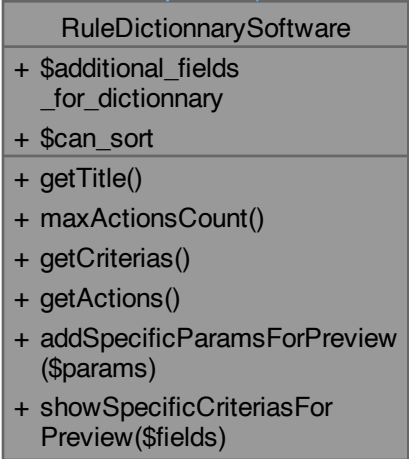 RuleDictionnarySoftware
+ $additional_fields
_for_dictionnary
+ $can_sort
+ getTitle()
+ maxActionsCount()
+ getCriterias()
+ getActions()
+ addSpecificParamsForPreview
($params)
+ showSpecificCriteriasFor
Preview($fields)